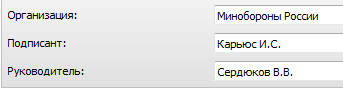 Организация: Минобороны России
Подписант: Карьюс И.С.
Руководитель: Сердюков В.В.